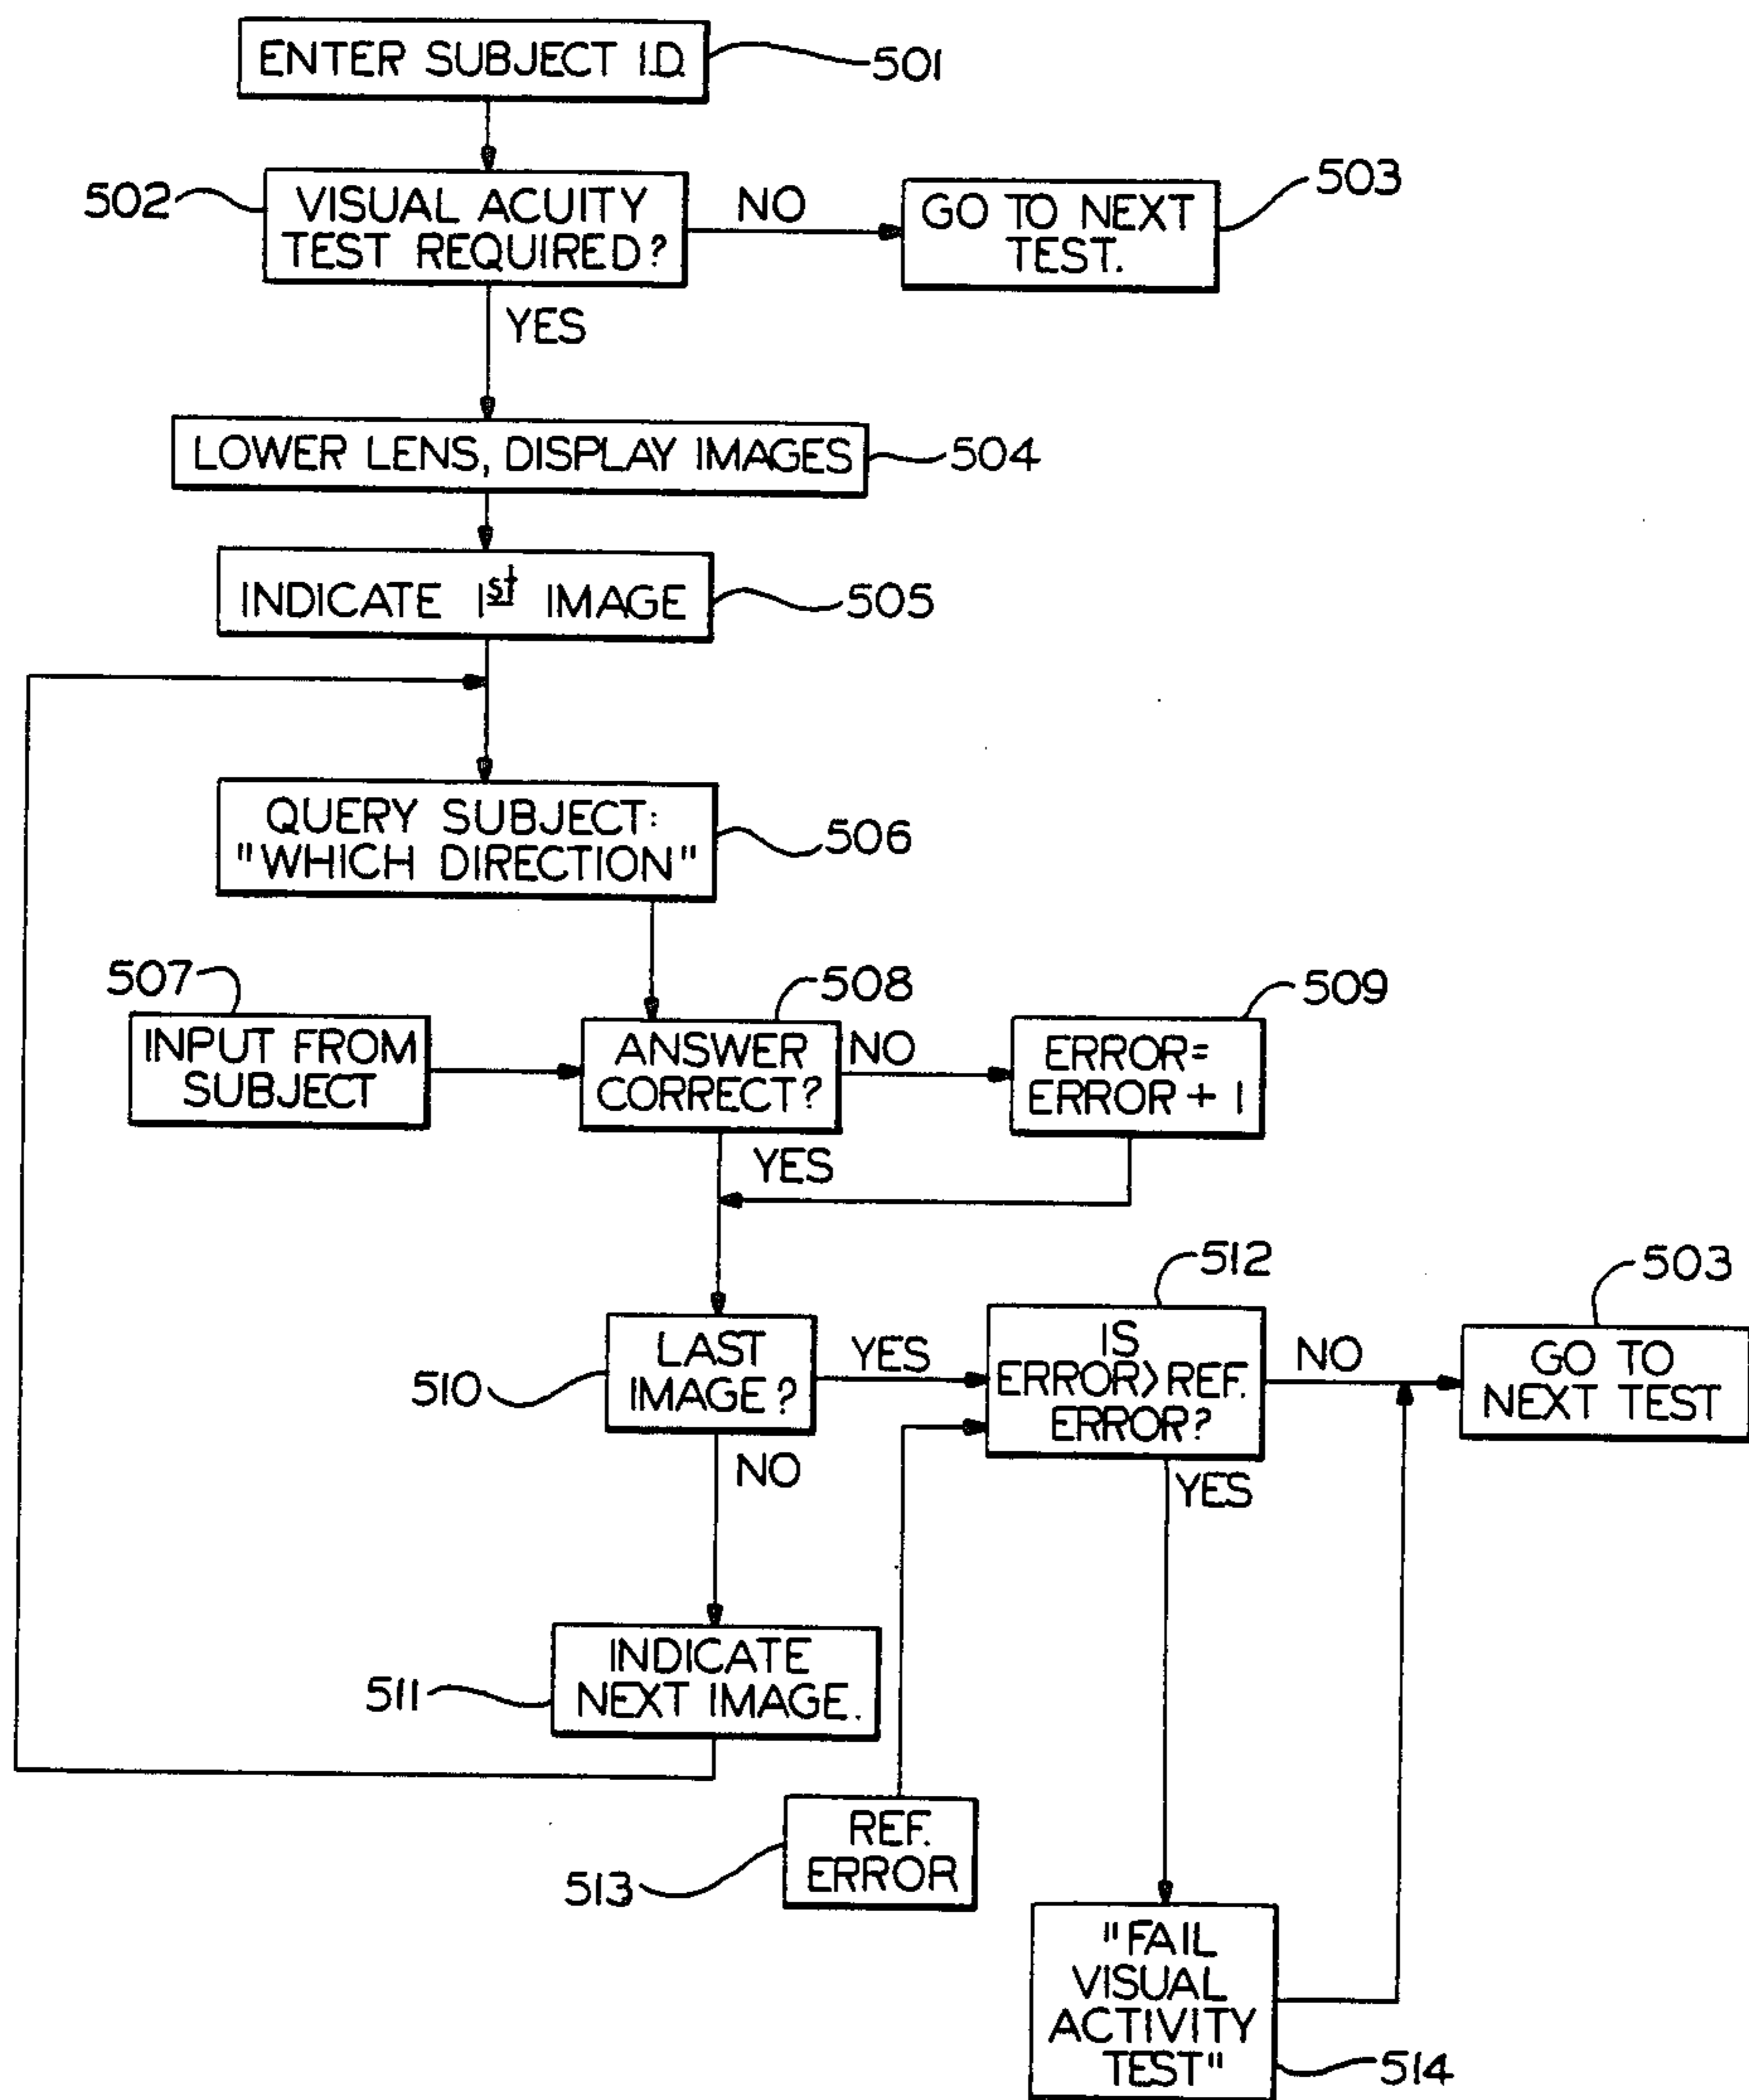 ENTER SUBJECT I.D.
501
502
VISUAL ACUITY
TEST REQUIRED?
NO
GO TO NEXT
TEST.
503
YES
LOWER LENS, DISPLAY IMAGES
504
INDICATE 1st IMAGE
505
QUERY SUBJECT:
"WHICH DIRECTION"
506
507
INPUT FROM
SUBJECT
508
ANSWER
CORRECT?
NO
509
ERROR=
ERROR + 1
YES
510
LAST
IMAGE?
YES
512
IS
ERROR>REF.
ERROR?
NO
503
GO TO
NEXT TEST
NO
YES
511
INDICATE
NEXT IMAGE.
513
REF.
ERROR
"FAIL
VISUAL
ACTIVITY
TEST"
514